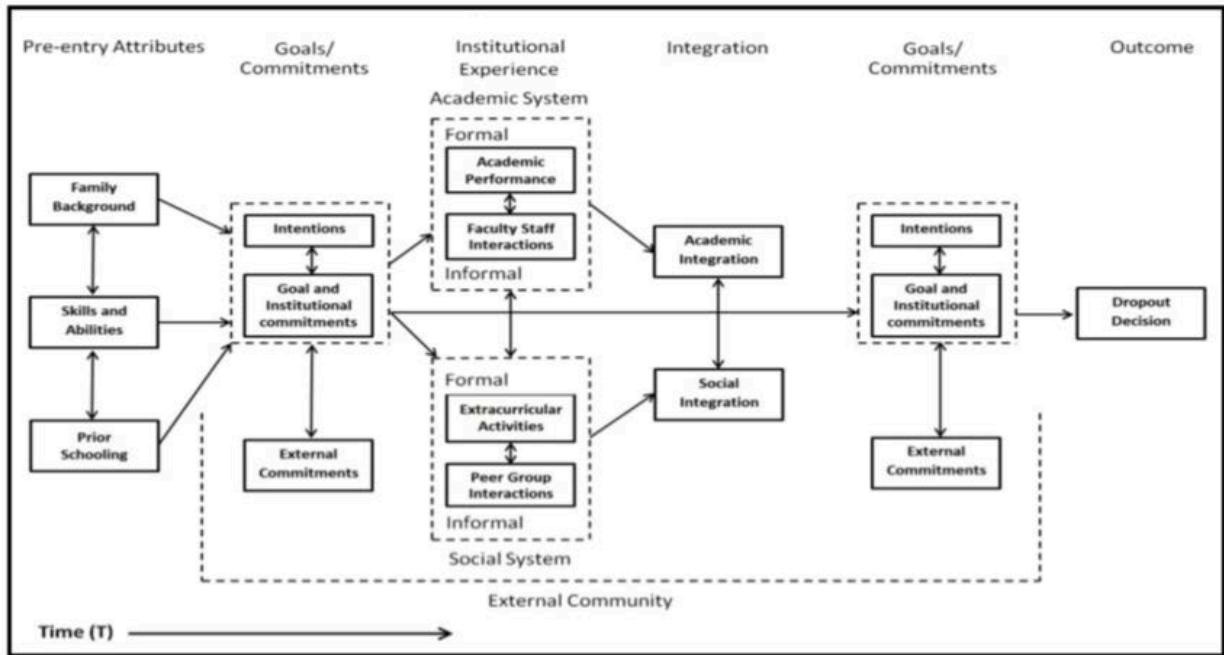 Pre-entry Attributes
Goals/
Commitments
Institutional
Experience
Integration
Goals/
Commitments
Outcome
Academic System
Formal
Academic
Performance
Faculty Staff
Interactions
Informal
Family
Background
Skills and
Abilities
Prior
Schooling
Intentions
Goal and
Institutional
commitments
External
Commitments
Formal
Extracurricular
Activities
Peer Group
Interactions
Informal
Social System
Academic
Integration
Social
Integration
Intentions
Goal and
Institutional
commitments
External
Commitments
Dropout
Decision
External Community
Time (T)